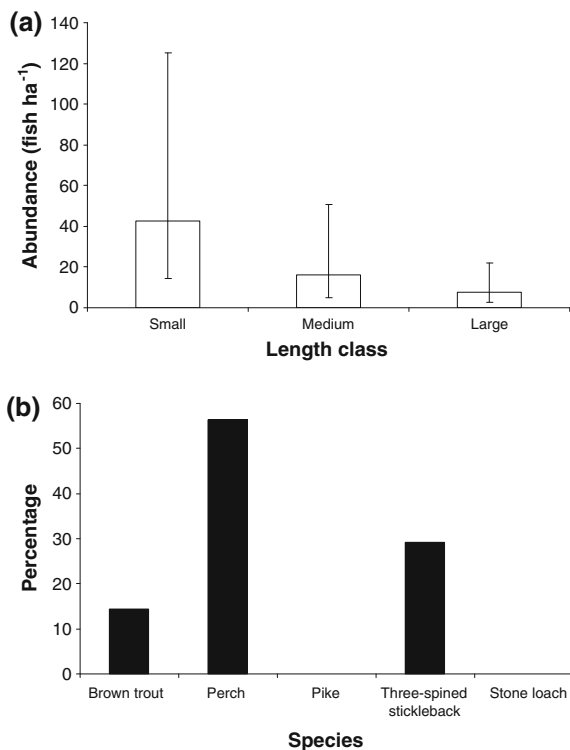 (a)
Abundance (fish ha⁻¹)
140
120
100
80
60
40
20
0
Small Medium Large
Length class
(b)
Percentage
60
50
40
30
20
10
0
Brown trout Perch Pike Three-spined stickleback Stone loach
Species